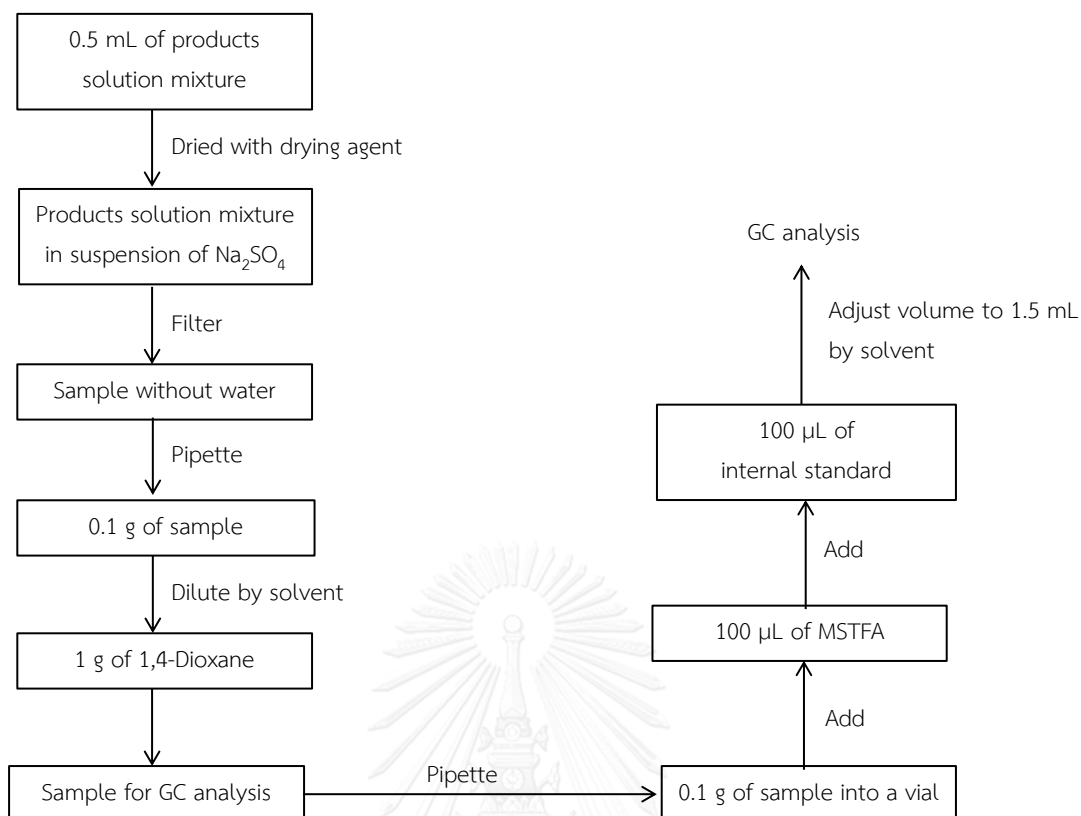 0.5 mL of products
solution mixture
Dried with drying agent
Products solution mixture
in suspension of Na₂SO₄
Filter
Sample without water
Pipette
0.1 g of sample
Dilute by solvent
1 g of 1,4-Dioxane
Sample for GC analysis
Pipette
0.1 g of sample into a vial
Add
100 µL of MSTFA
Add
100 µL of
internal standard
Adjust volume to 1.5 mL
by solvent
GC analysis